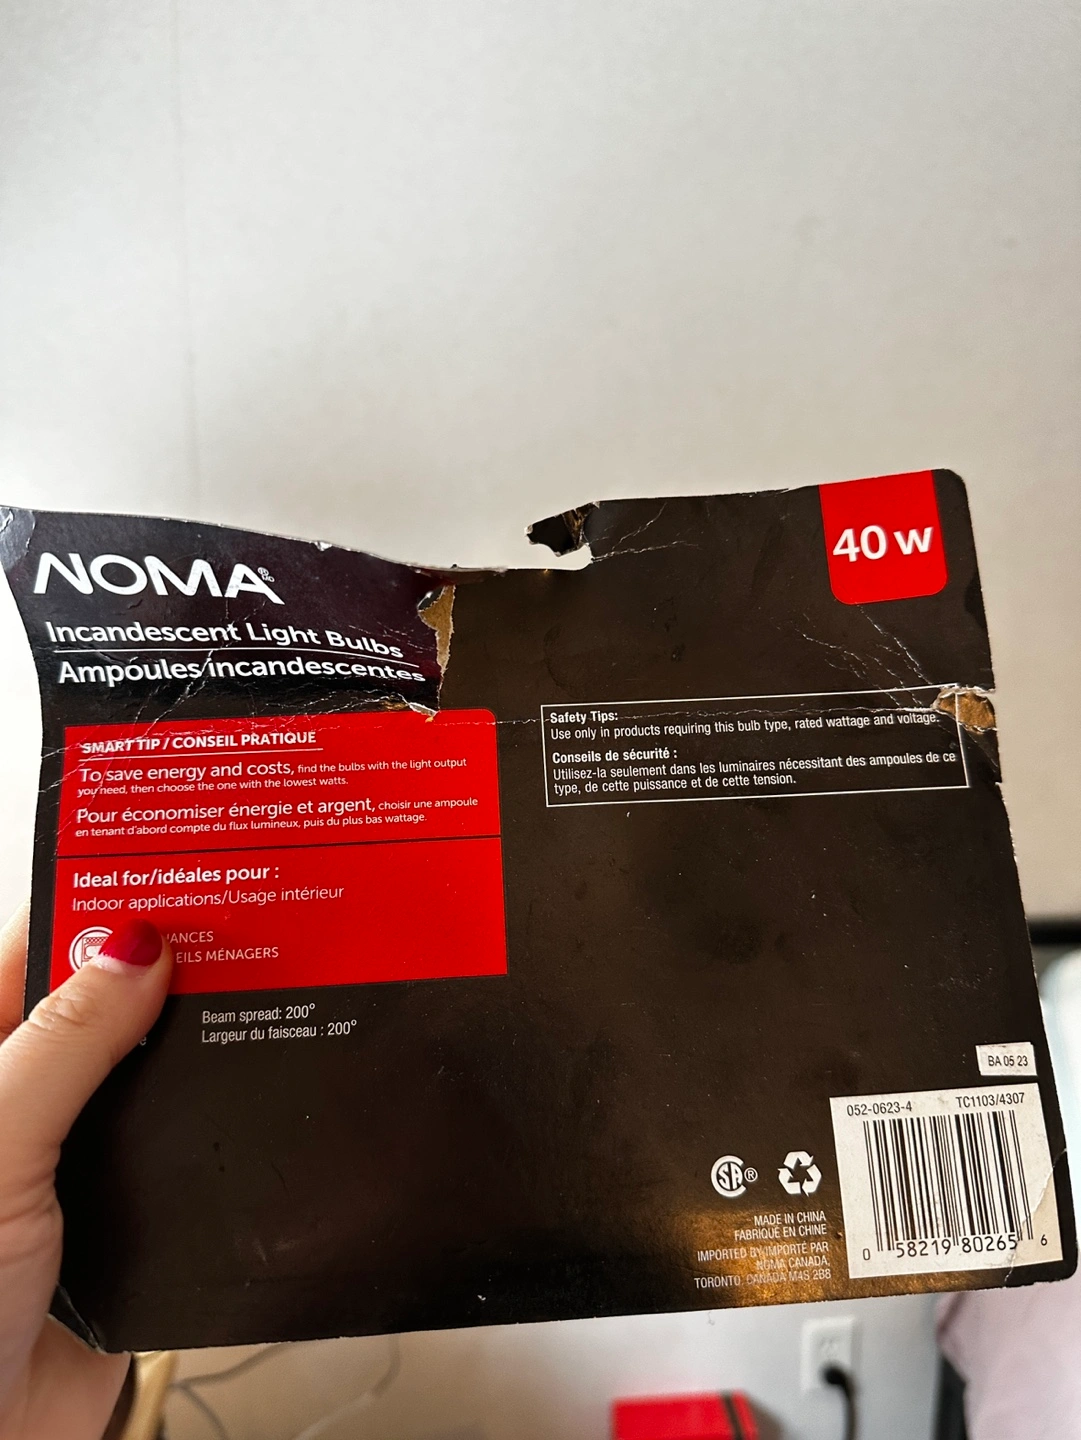 NOMA®MD
Incandescent Light Bulbs
Ampoules incandescentes
40 w
SMART TIP / CONSEIL PRATIQUE
To save energy and costs, find the bulbs with the light output
you need, then choose the one with the lowest watts.
Pour économiser énergie et argent, choisir une ampoule
en tenant d'abord compte du flux lumineux, puis du plus bas wattage.
Ideal for/idéales pour :
Indoor applications/Usage intérieur
IANCES
EILS MÉNAGERS
Beam spread: 200°
Largeur du faisceau : 200°
e
Safety Tips:
Use only in products requiring this bulb type, rated wattage and voltage.
Conseils de sécurité :
Utilisez-la seulement dans les luminaires nécessitant des ampoules de ce
type, de cette puissance et de cette tension.
BA 05 23
052-0623-4 TC1103/4307
0 58219 80265 6
SA®
MADE IN CHINA
FABRIQUÉ EN CHINE
IMPORTED BY/IMPORTÉ PAR
NOMA CANADA,
TORONTO, CANADA M4S 2B8